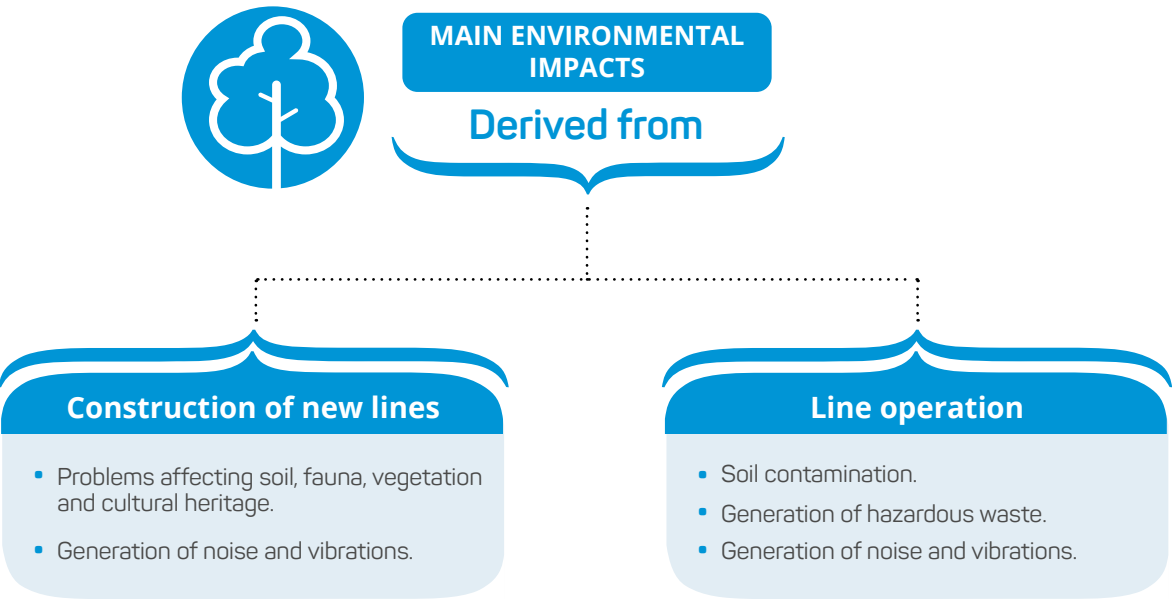 MAIN ENVIRONMENTAL
IMPACTS
Derived from
Construction of new lines
• Problems affecting soil, fauna, vegetation
and cultural heritage.
• Generation of noise and vibrations.
Line operation
• Soil contamination.
• Generation of hazardous waste.
• Generation of noise and vibrations.